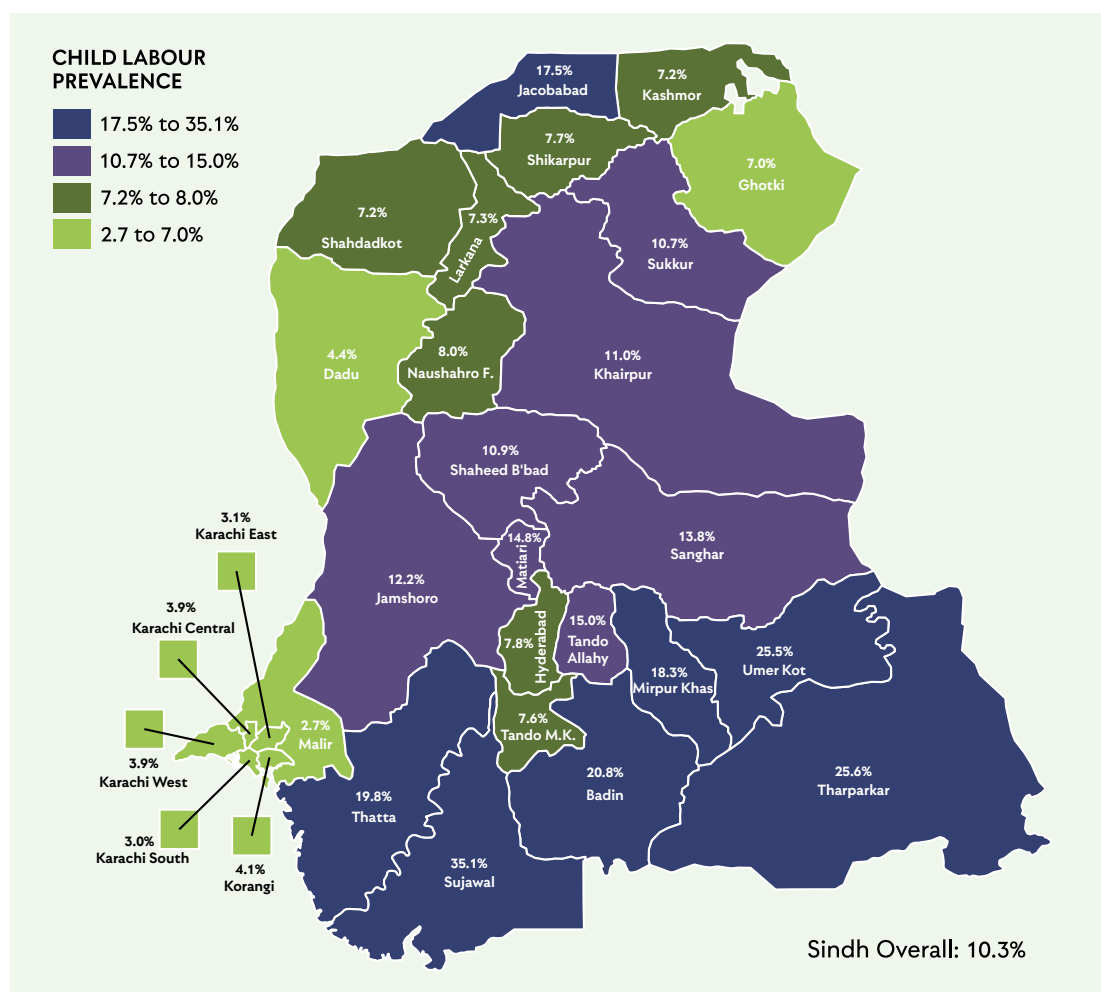 CHILD LABOUR
PREVALENCE
17.5% to 35.1%
10.7% to 15.0%
7.2% to 8.0%
2.7 to 7.0%
17.5%
Jacobabad
7.2%
Kashmor
7.7%
Shikarpur
7.0%
Ghotki
7.2%
Shahdadkot
7.3%
Larkana
10.7%
Sukkur
4.4%
Dadu
8.0%
Naushahro F.
11.0%
Khairpur
10.9%
Shaheed B'bad
3.1%
Karachi East
14.8%
Matiari
13.8%
Sanghar
12.2%
Jamshoro
3.9%
Karachi Central
7.8%
Hyderabad
15.0%
Tando
Allahy
18.3%
Mirpur Khas
25.5%
Umer Kot
2.7%
Malir
7.6%
Tando M.K.
3.9%
Karachi West
19.8%
Thatta
20.8%
Badin
25.6%
Tharparkar
3.0%
Karachi South
4.1%
Korangi
35.1%
Sujawal
Sindh Overall: 10.3%